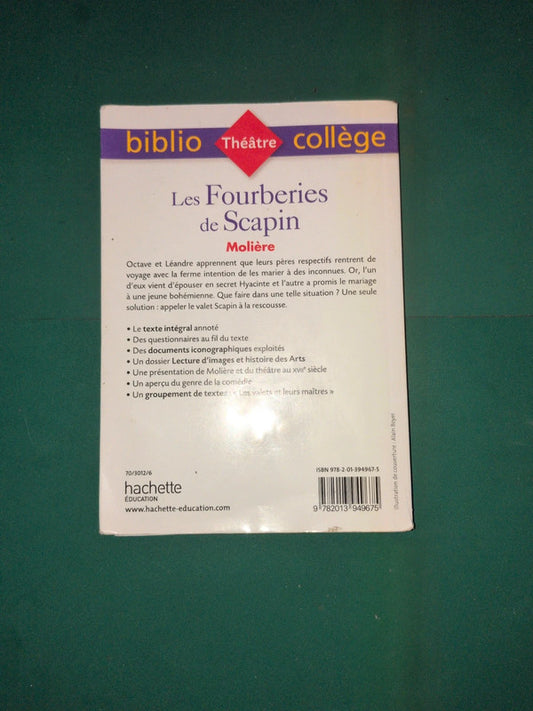 biblio Théâtre collège
Les Fourberies
de Scapin
Molière
Octave et Léandre apprennent que leurs pères respectifs rentrent de
voyage avec la ferme intention de les marier à des inconnues. Or, l'un
d'eux vient d'épouser en secret Hyacinte et l'autre a promis le mariage
à une jeune bohémienne. Que faire dans une telle situation ? Une seule
solution : appeler le valet Scapin à la rescousse.
• Le texte intégral annoté
• Des questionnaires au fil du texte
• Des documents iconographiques exploités
• Un dossier Lecture d'images et histoire des Arts
• Une présentation de Molière et du théâtre au XVIIe siècle
• Un aperçu du genre de la comédie
• Un groupement de textes : « Les valets et leurs maîtres »
70/3012/6
hachette
ÉDUCATION
www.hachette-education.com
ISBN 978-2-01-394967-5
9 782013 949675
Illustration de couverture : Alain Boyer